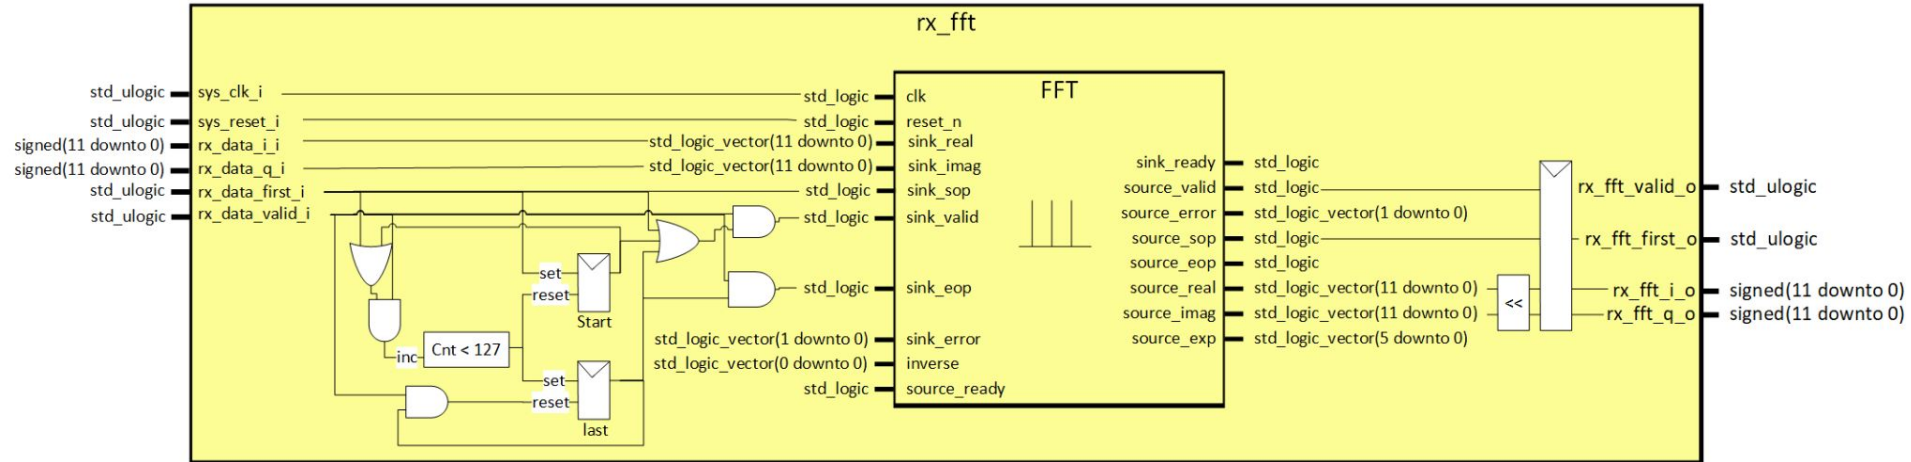 rx_fft
std_ulogic sys_clk_i
std_ulogic sys_reset_i
signed(11 downto 0) rx_data_i_i
signed(11 downto 0) rx_data_q_i
std_ulogic rx_data_first_i
std_ulogic rx_data_valid_i
set
reset
Start
inc
Cnt < 127
set
reset
last
FFT
std_logic clk
std_logic reset_n
std_logic_vector(11 downto 0) sink_real
std_logic_vector(11 downto 0) sink_imag
std_logic sink_sop
std_logic sink_valid
std_logic sink_eop
std_logic_vector(1 downto 0) sink_error
std_logic_vector(0 downto 0) inverse
std_logic source_ready
sink_ready std_logic
source_valid std_logic
source_error std_logic_vector(1 downto 0)
source_sop std_logic
source_eop std_logic
source_real std_logic_vector(11 downto 0)
source_imag std_logic_vector(11 downto 0)
source_exp std_logic_vector(5 downto 0)
<<
rx_fft_valid_o std_ulogic
rx_fft_first_o std_ulogic
rx_fft_i_o signed(11 downto 0)
rx_fft_q_o signed(11 downto 0)